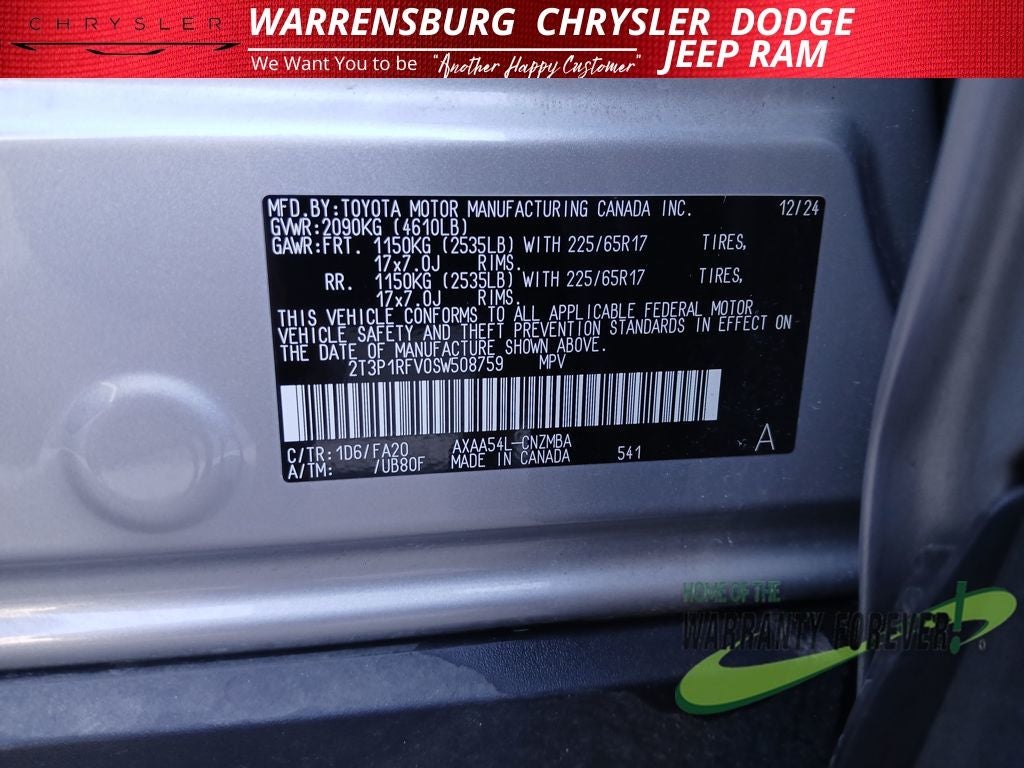 CHRYSLER
WARRENSBURG CHRYSLER DODGE
JEEP RAM
We Want You to be "Another Happy Customer"
MFD.BY:TOYOTA MOTOR MANUFACTURING CANADA INC. 12/24
GVWR:2090KG (4610LB)
GAWR:FRT. 1150KG (2535LB) WITH 225/65R17 TIRES,
17x7.0J RIMS.
RR. 1150KG (2535LB) WITH 225/65R17 TIRES,
17x7.0J RIMS.
THIS VEHICLE CONFORMS TO ALL APPLICABLE FEDERAL MOTOR
VEHICLE SAFETY AND THEFT PREVENTION STANDARDS IN EFFECT ON
THE DATE OF MANUFACTURE SHOWN ABOVE.
2T3P1RFV0SW508759 MPV
C/TR: 1D6/FA20 AXAA54L-CNZMBA
A/TM: /UB80F MADE IN CANADA 541
A
HOME OF THE
WARRANTY FOREVER!